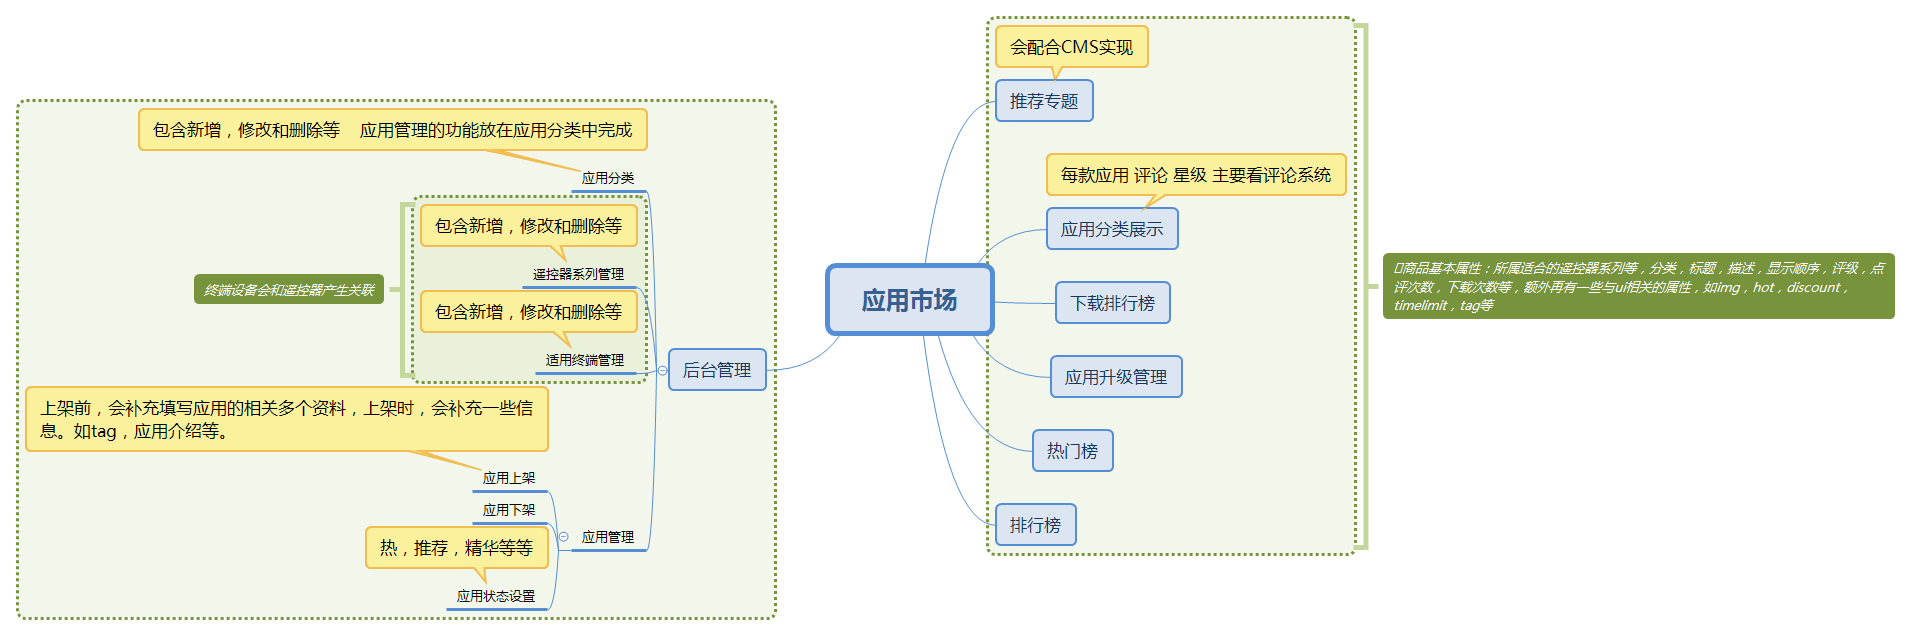 会配合CMS实现
推荐专题
每款应用 评论 星级 主要看评论系统
应用分类展示
下载排行榜
应用升级管理
热门榜
排行榜
商品基本属性：所属适合的遥控器系列等，分类，标题，描述，显示顺序，评级，点
评次数，下载次数等，额外再有一些与ui相关的属性，如img，hot，discount，
timelimit，tag等
应用市场
后台管理
包含新增，修改和删除等 应用管理的功能放在应用分类中完成
应用分类
包含新增，修改和删除等
遥控器系列管理
包含新增，修改和删除等
适用终端管理
终端设备会和遥控器产生关联
上架前，会补充填写应用的相关多个资料，上架时，会补充一些信
息。如tag，应用介绍等。
应用上架
应用下架
应用管理
热，推荐，精华等等
应用状态设置